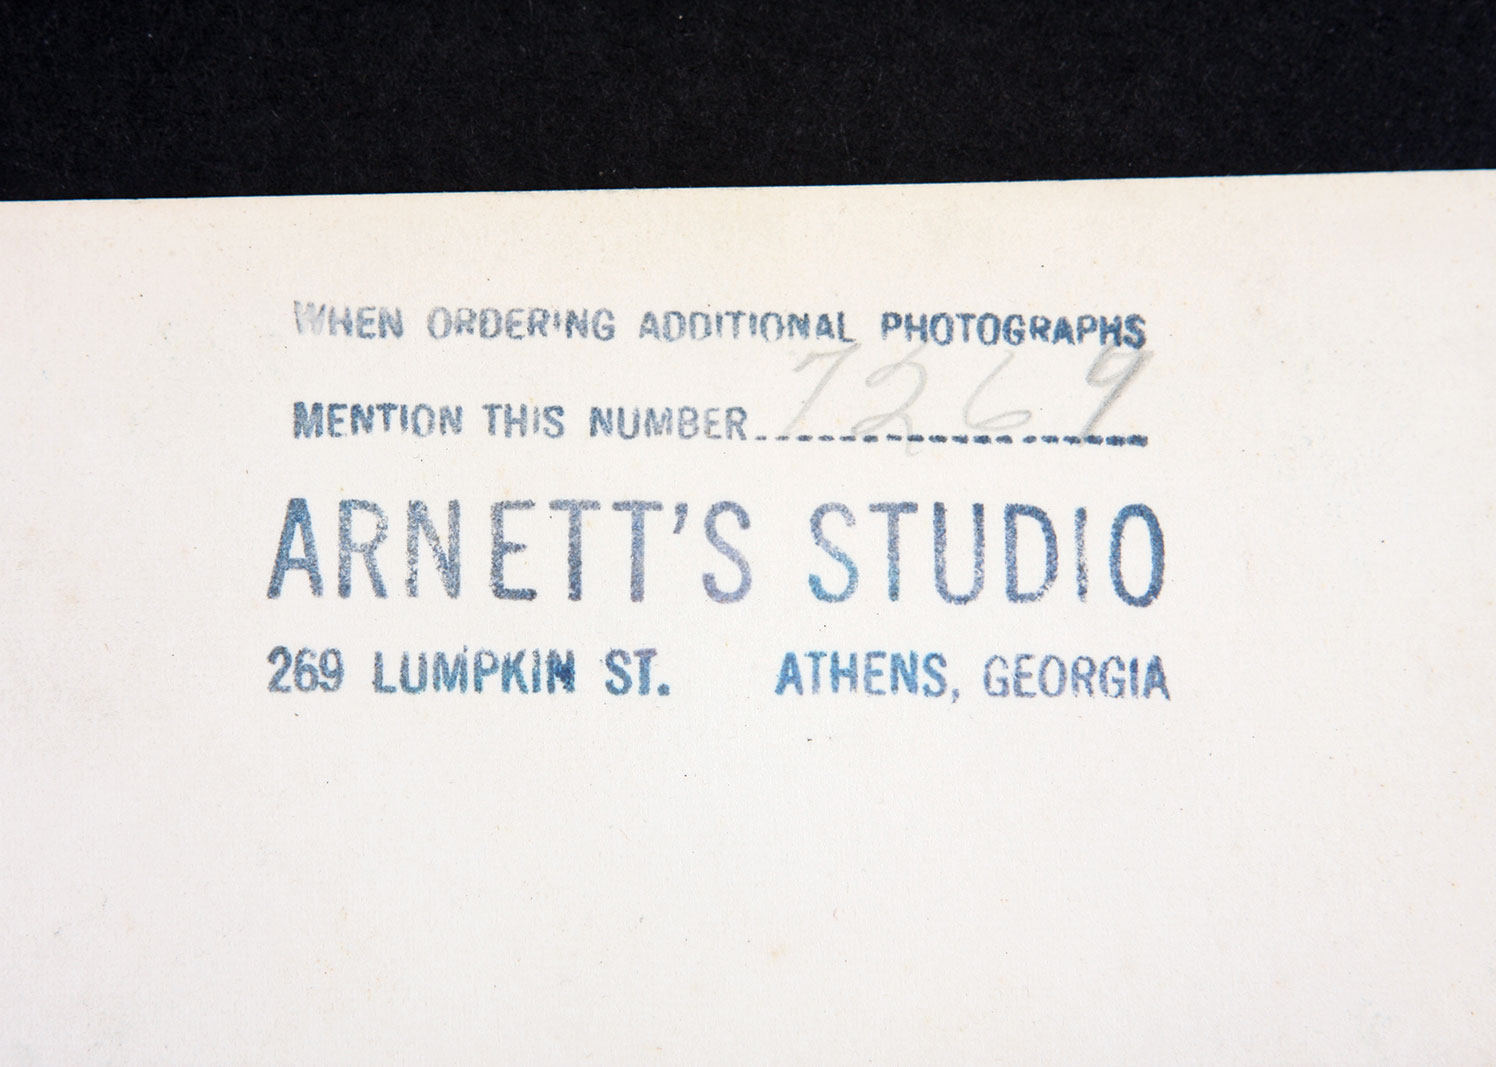 WHEN ORDERING ADDITIONAL PHOTOGRAPHS
MENTION THIS NUMBER 7269
ARNETT'S STUDIO
269 LUMPKIN ST. ATHENS, GEORGIA